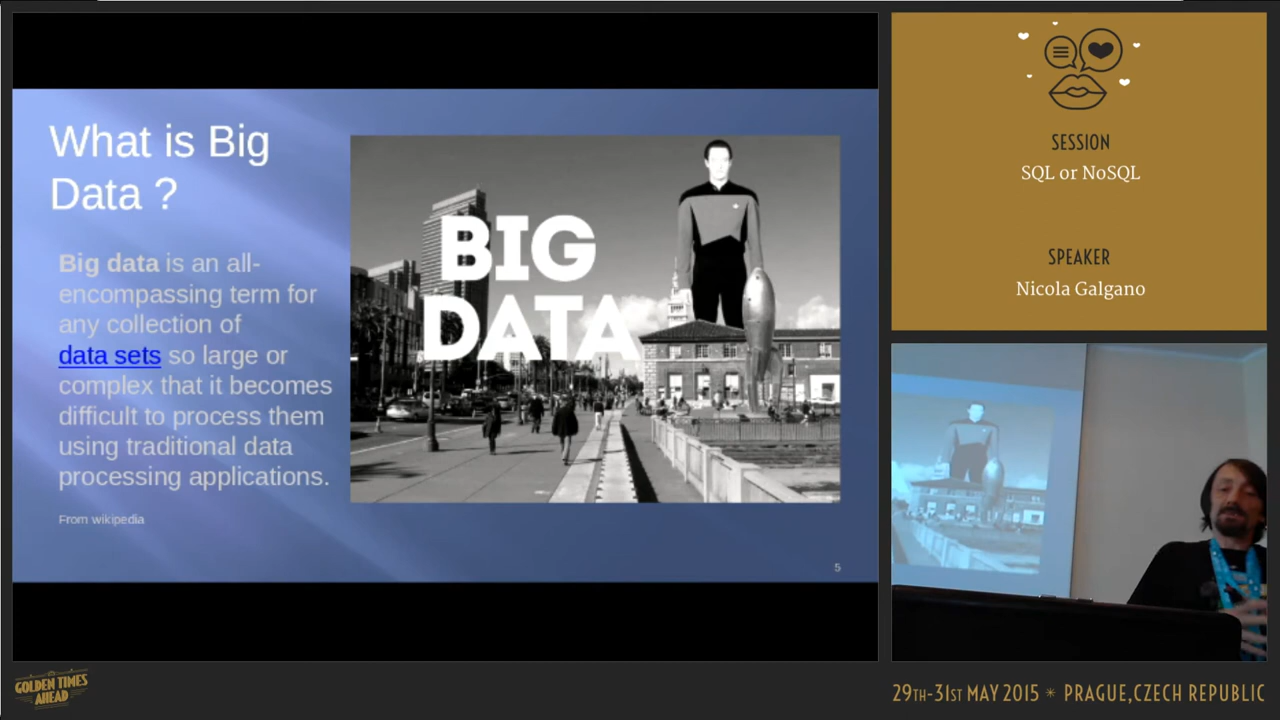 What is Big
Data ?
Big data is an all-
encompassing term for
any collection of
data sets so large or
complex that it becomes
difficult to process them
using traditional data
processing applications.
From wikipedia
BIG
DATA
5
SESSION
SQL or NoSQL
SPEAKER
Nicola Galgano
GOLDEN TIMES
AHEAD
29TH-31ST MAY 2015 * PRAGUE, CZECH REPUBLIC